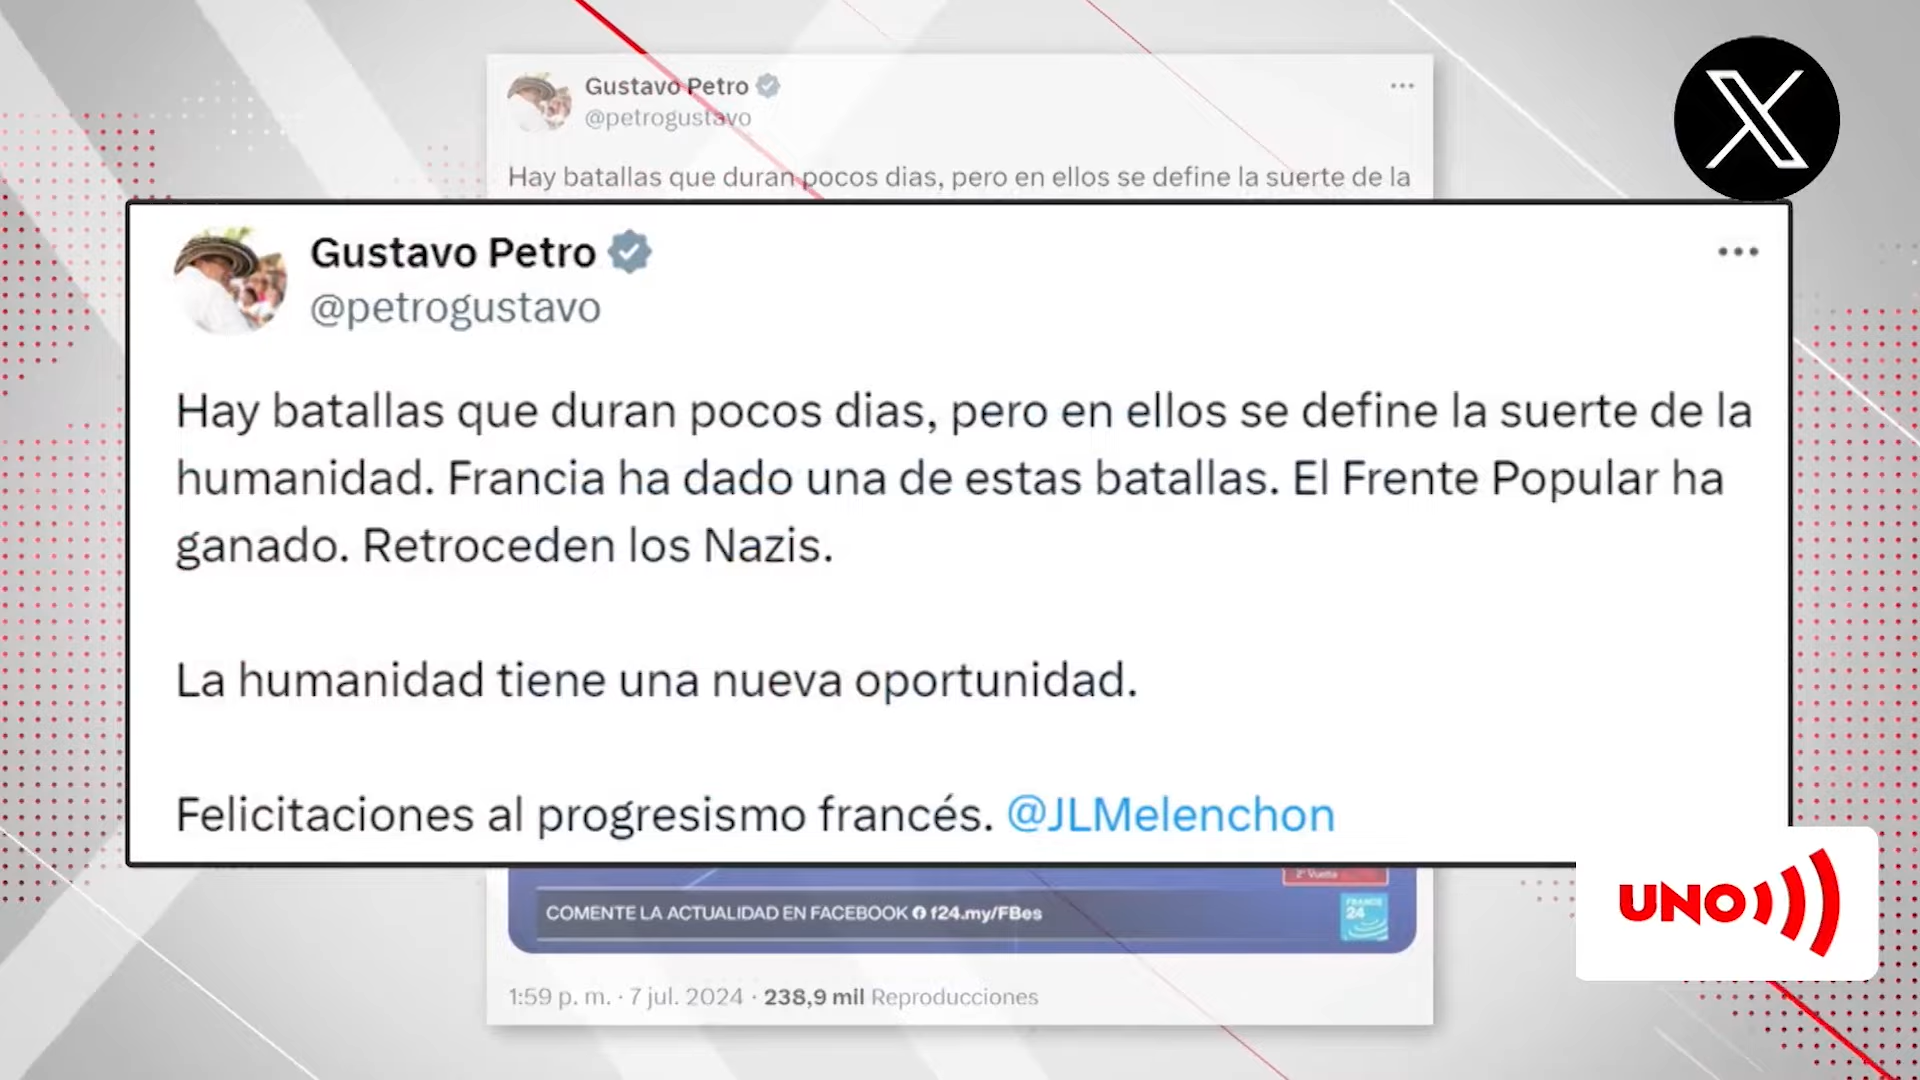 Gustavo Petro
@petrogustavo
Hay batallas que duran pocos dias, pero en ellos se define la suerte de la
Gustavo Petro
@petrogustavo
Hay batallas que duran pocos dias, pero en ellos se define la suerte de la
humanidad. Francia ha dado una de estas batallas. El Frente Popular ha
ganado. Retroceden los Nazis.
La humanidad tiene una nueva oportunidad.
Felicitaciones al progresismo francés. @JLMelenchon
2ª Vuelta
COMENTE LA ACTUALIDAD EN FACEBOOK f24.my/FBes
FRANCE
24
UNO
1:59 p. m. · 7 jul. 2024 · 238,9 mil Reproducciones